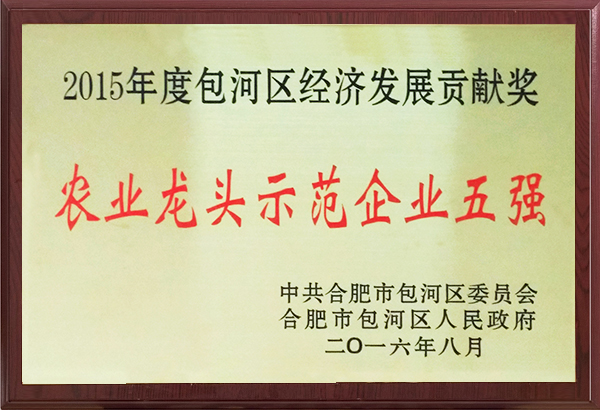 2015年度包河区经济发展贡献奖
农业龙头示范企业五强
中共合肥市包河区委员会
合肥市包河区人民政府
二O一六年八月